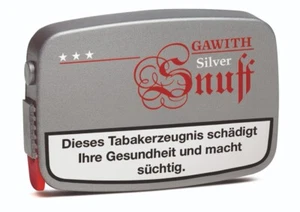 GAWITH
Silver
Snuff
Dieses Tabakerzeugnis schädigt
Ihre Gesundheit und macht
süchtig.